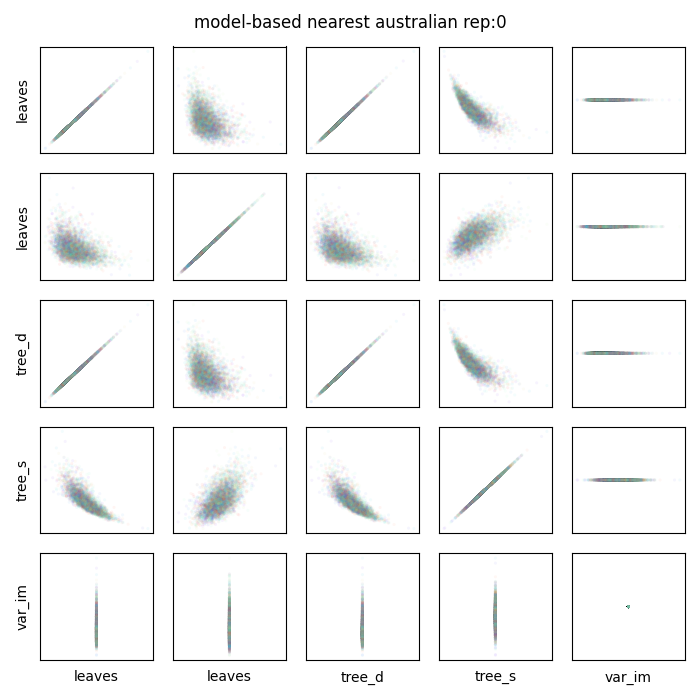 model-based nearest australian rep:0
leaves
leaves
tree_d
tree_s
var_im
leaves leaves tree_d tree_s var_im